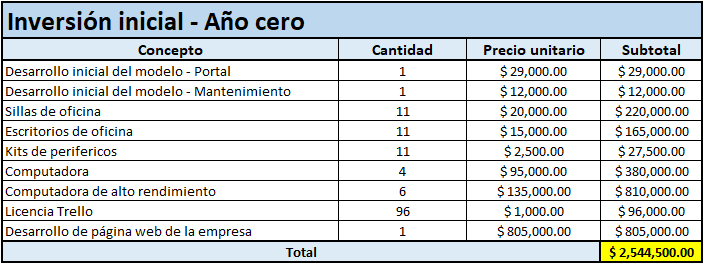 Inversión inicial - Año cero
Concepto Cantidad Precio unitario Subtotal
Desarrollo inicial del modelo - Portal 1 $ 29,000.00 $ 29,000.00
Desarrollo inicial del modelo - Mantenimiento 1 $ 12,000.00 $ 12,000.00
Sillas de oficina 11 $ 20,000.00 $ 220,000.00
Escritorios de oficina 11 $ 15,000.00 $ 165,000.00
Kits de perifericos 11 $ 2,500.00 $ 27,500.00
Computadora 4 $ 95,000.00 $ 380,000.00
Computadora de alto rendimiento 6 $ 135,000.00 $ 810,000.00
Licencia Trello 96 $ 1,000.00 $ 96,000.00
Desarrollo de página web de la empresa 1 $ 805,000.00 $ 805,000.00
Total $ 2,544,500.00